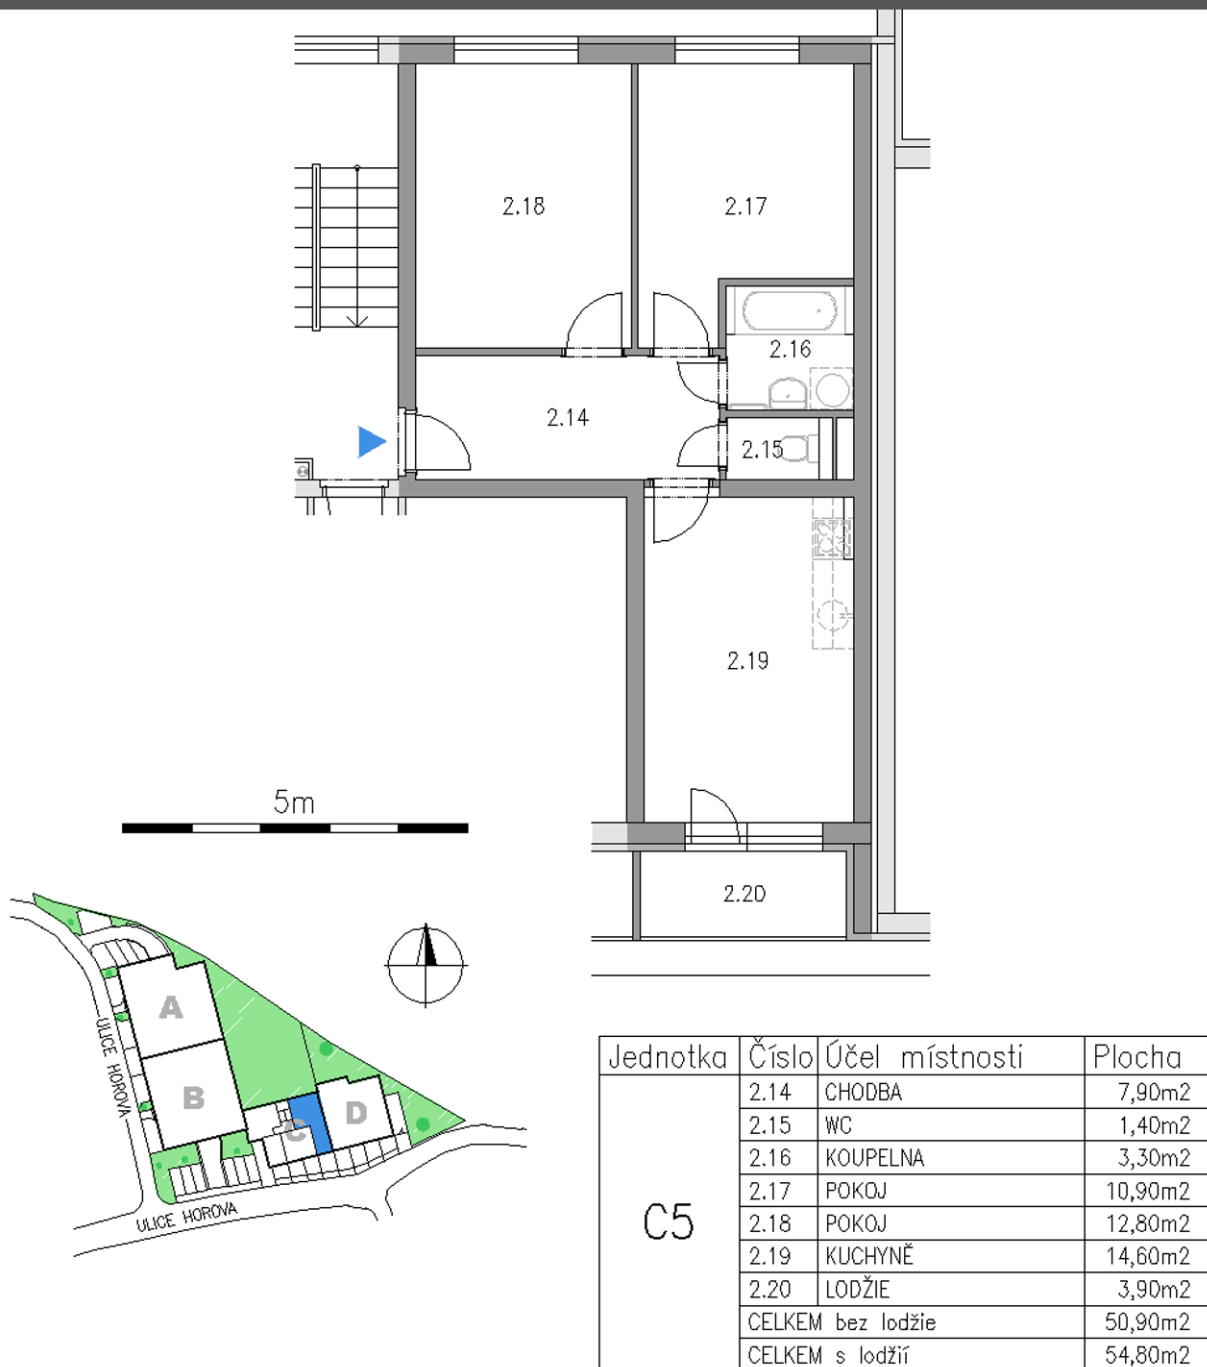 2.18
2.17
2.16
2.14
2.15
2.19
5m
2.20
A
ULICE HOROVA
B
C
D
ULICE HOROVA
Jednotka Číslo Účel místnosti Plocha
C5
2.14 CHODBA 7,90m2
2.15 WC 1,40m2
2.16 KOUPELNA 3,30m2
2.17 POKOJ 10,90m2
2.18 POKOJ 12,80m2
2.19 KUCHYNĚ 14,60m2
2.20 LODŽIE 3,90m2
CELKEM bez lodžie 50,90m2
CELKEM s lodžií 54,80m2